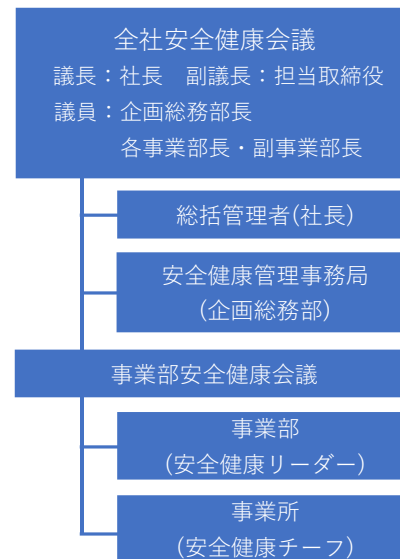 全社安全健康会議
議長：社長　副議長：担当取締役
議員：企画総務部長
各事業部長・副事業部長
総括管理者(社長)
安全健康管理事務局
(企画総務部)
事業部安全健康会議
事業部
(安全健康リーダー)
事業所
(安全健康チーフ)